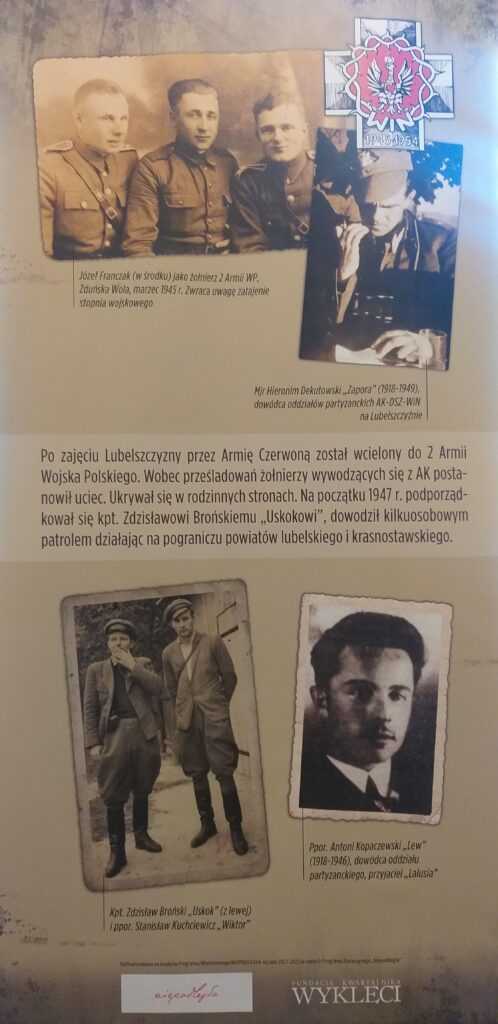 Józef Franczak (w środku) jako żołnierz 2 Armii WP,
Zduńska Wola, marzec 1945 r. Zwraca uwagę zatajenie
stopnia wojskowego.
Mjr Hieronim Dekutowski „Zapora” (1918-1949),
dowódca oddziałów partyzanckich AK-DSZ-WiN
na Lubelszczyźnie
Po zajęciu Lubelszczyzny przez Armię Czerwoną został wcielony do 2 Armii
Wojska Polskiego. Wobec prześladowań żołnierzy wywodzących się z AK posta-
nowił uciec. Ukrywał się w rodzinnych stronach. Na początku 1947 r. podporząd-
kował się kpt. Zdzisławowi Brońskiemu „Uskokowi”, dowodził kilkuosobowym
patrolem działając na pograniczu powiatów lubelskiego i krasnostawskiego.
Ppor. Antoni Kopaczewski „Lew”
(1918-1946), dowódca oddziału
partyzanckiego, przyjaciel „Lalusia”
Kpt. Zdzisław Broński „Uskok” (z lewej)
i ppor. Stanisław Kuchciewicz „Wiktor”
niepodległa
FUNDACJA KWARTALNIKA
WYKLĘCI